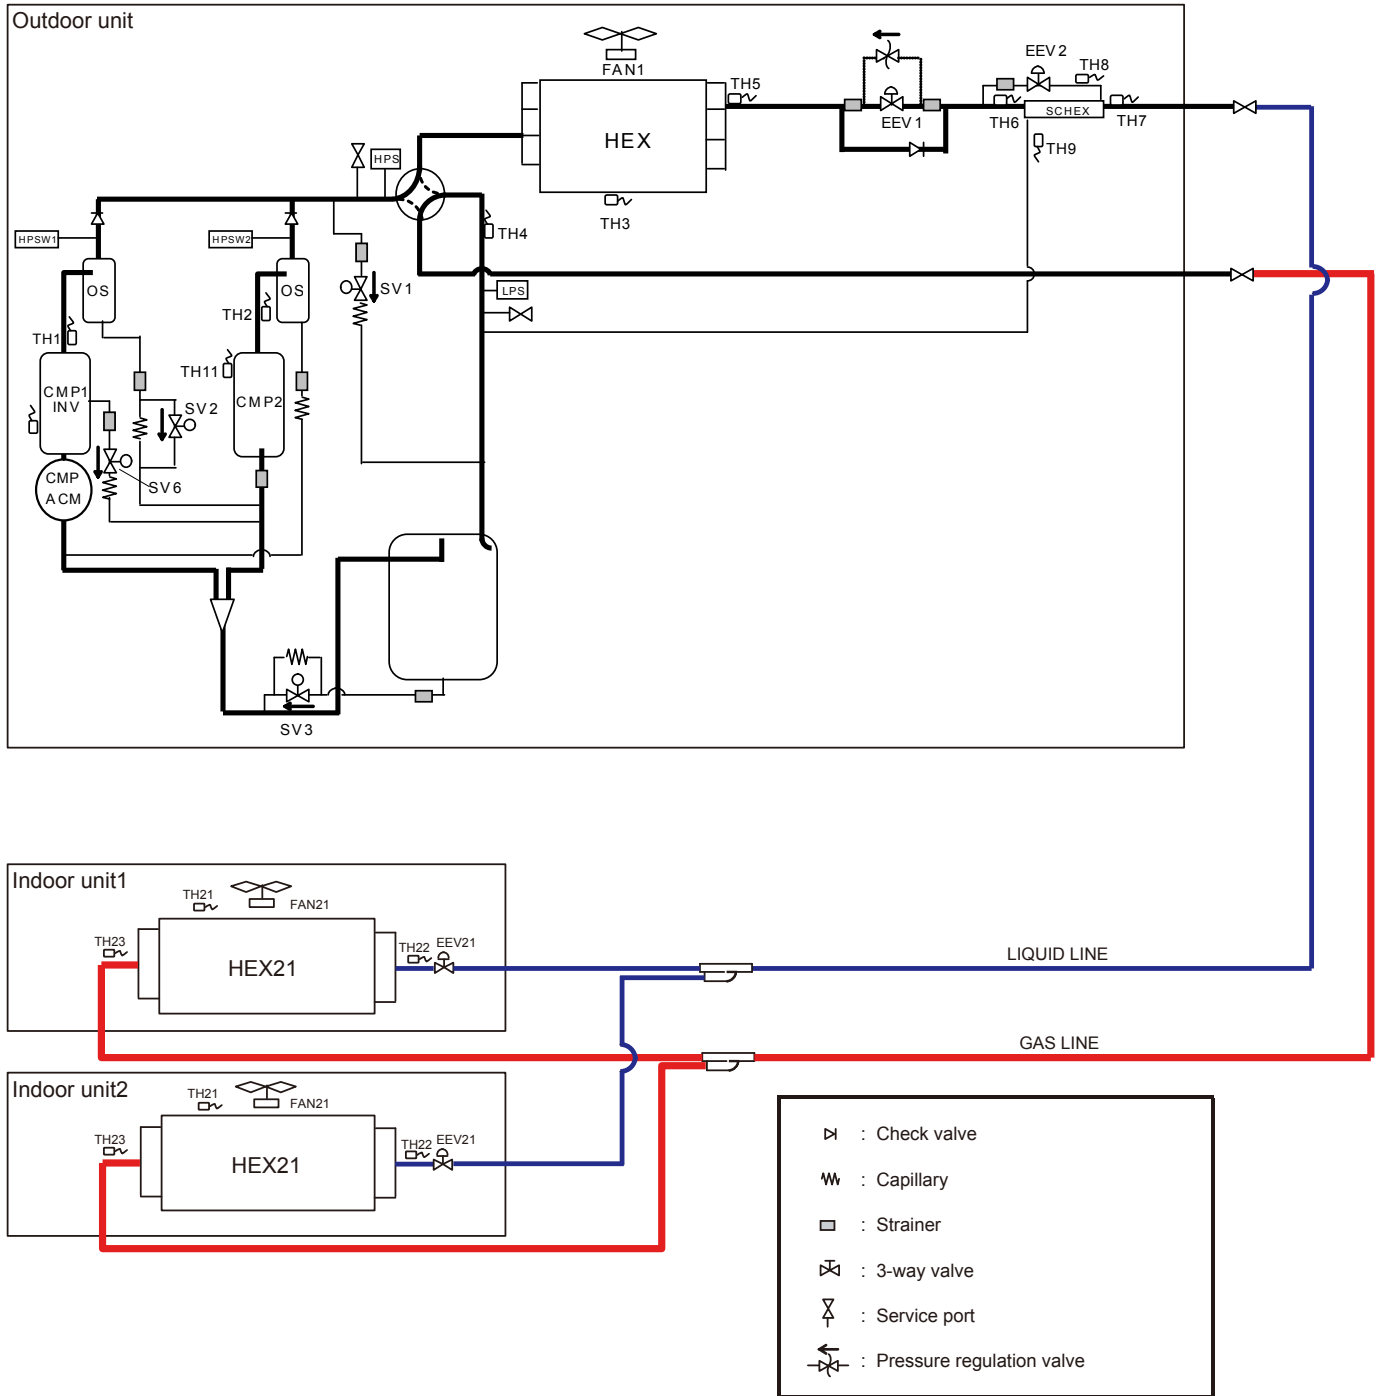 Outdoor unit
FAN1
HEX
TH3
TH5
EEV1
EEV2
TH8
TH6
SCHEX
TH7
TH9
HPS
TH4
LPS
HPSW1
HPSW2
OS
OS
SV1
TH1
TH2
TH11
CMP1
INV
CMP2
SV2
CMP
ACM
SV6
SV3
Indoor unit1
TH21
FAN21
TH23
HEX21
TH22
EEV21
LIQUID LINE
GAS LINE
Indoor unit2
TH21
FAN21
TH23
HEX21
TH22
EEV21
: Check valve
: Capillary
: Strainer
: 3-way valve
: Service port
: Pressure regulation valve